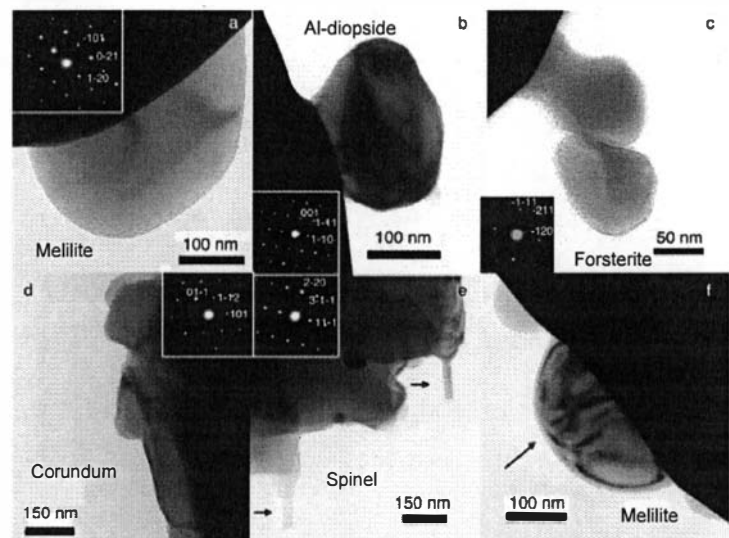 a
-101
0-21
1-20
Melilite
100 nm
Al-diopside
b
001
-1-11
1-10
100 nm
c
-1-11
-211
-120
Forsterite
50 nm
d
01-1
1-12
-101
Corundum
150 nm
e
2-20
3-1-1
11-1
Spinel
150 nm
f
100 nm
Melilite